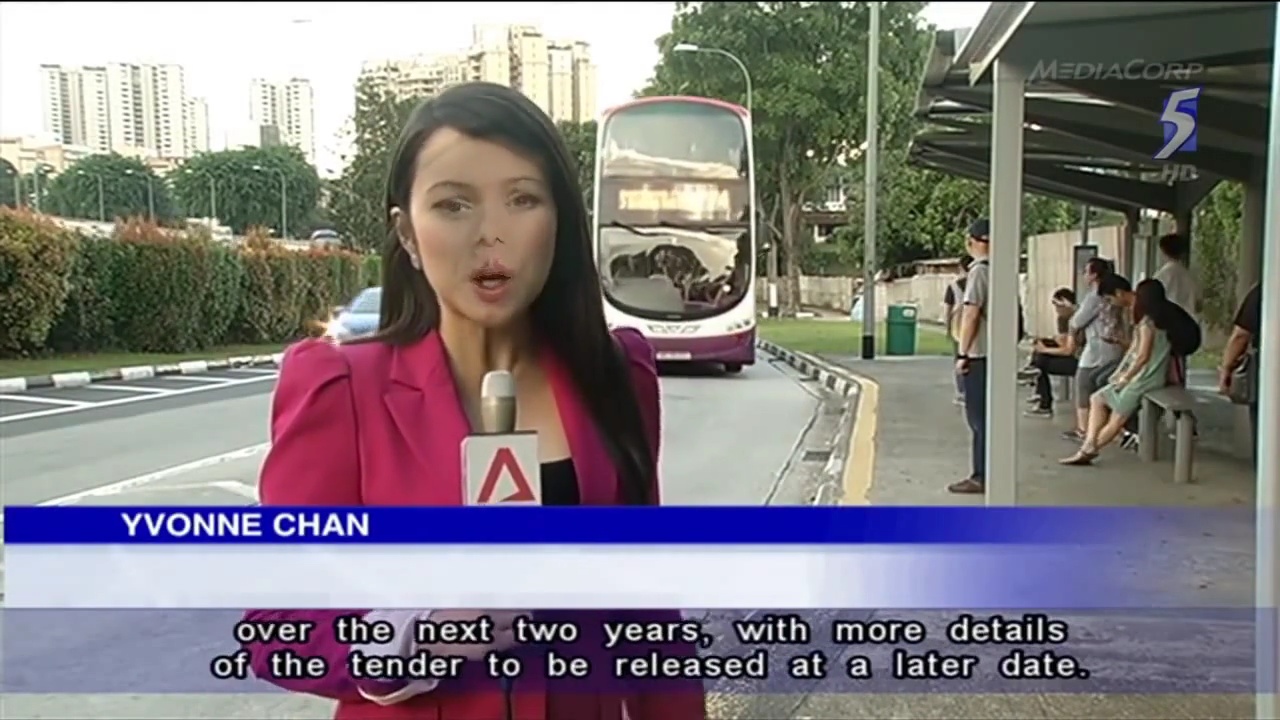 MEDIACORP
5
HD
YVONNE CHAN
over the next two years, with more details
of the tender to be released at a later date.